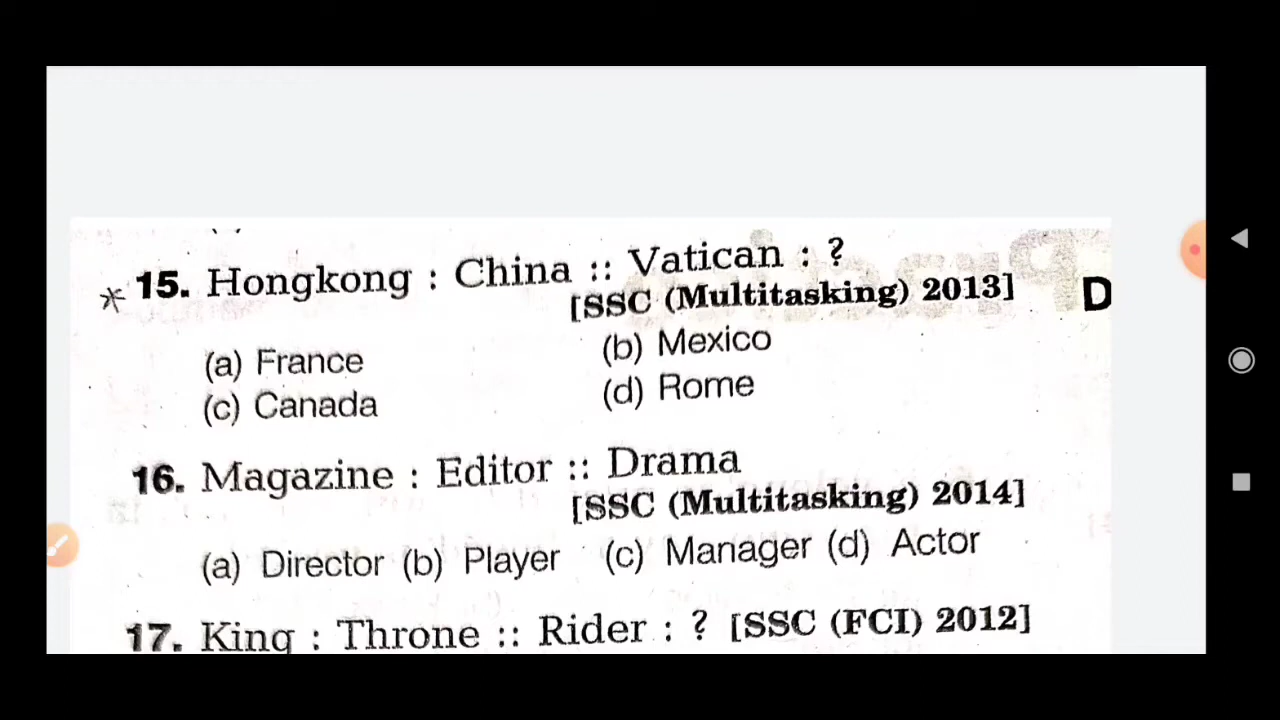 * 15. Hongkong : China :: Vatican : ?
[SSC (Multitasking) 2013]
D
(a) France (b) Mexico
(c) Canada (d) Rome
16. Magazine : Editor :: Drama
[SSC (Multitasking) 2014]
(a) Director (b) Player (c) Manager (d) Actor
17. King : Throne :: Rider : ? [SSC (FCI) 2012]